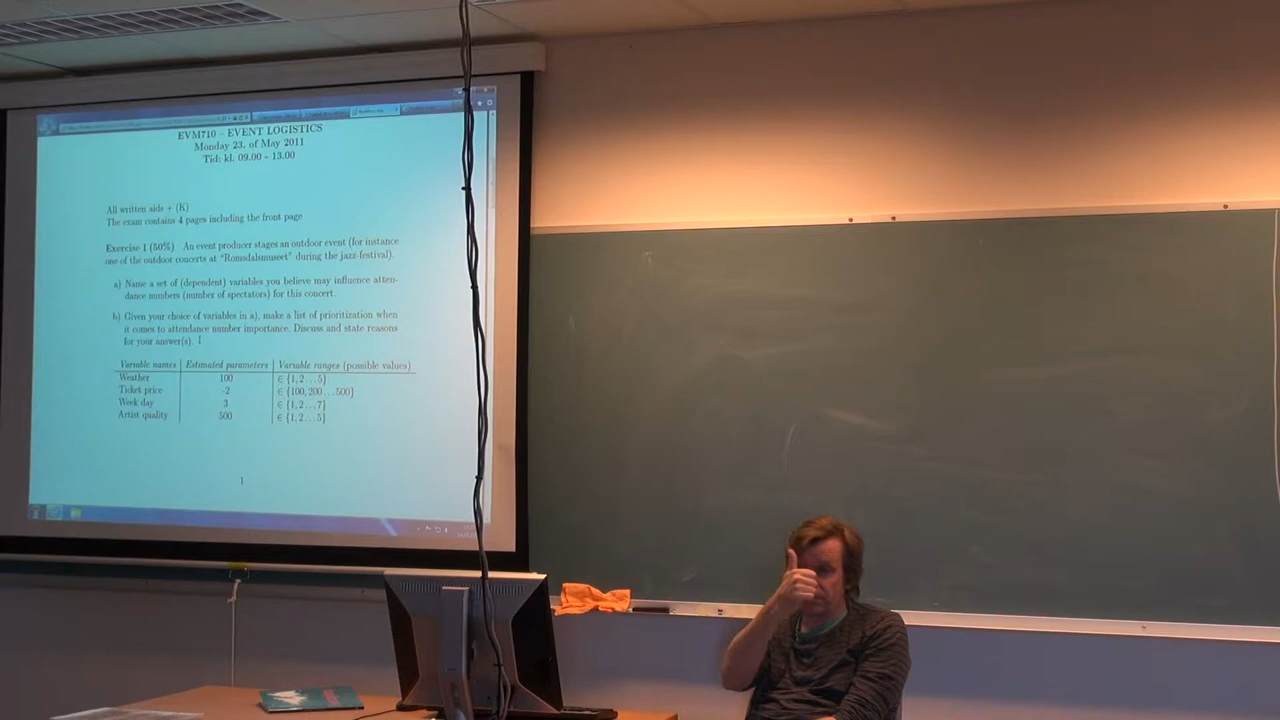 EVM710 – EVENT LOGISTICS
Monday 23. of May 2011
Tid: kl. 09.00 - 13.00
All written aids + (K)
The exam contains 4 pages including the front page
Exercise 1 (50%) An event producer stages an outdoor event (for instance
one of the outdoor concerts at "Romsdalsmuseet" during the jazz-festival).
a) Name a set of (dependent) variables you believe may influence atten-
dance numbers (number of spectators) for this concert.
b) Given your choice of variables in a), make a list of prioritization when
it comes to attendance number importance. Discuss and state reasons
for your answer(s).
Variable names Estimated parameters Variable ranges (possible values)
Weather 100 ∈ {1, 2 . . . 5}
Ticket price -2 ∈ {100, 200 . . . 500}
Week day 3 ∈ {1, 2 . . . 7}
Artist quality 500 ∈ {1, 2 . . . 5}
1